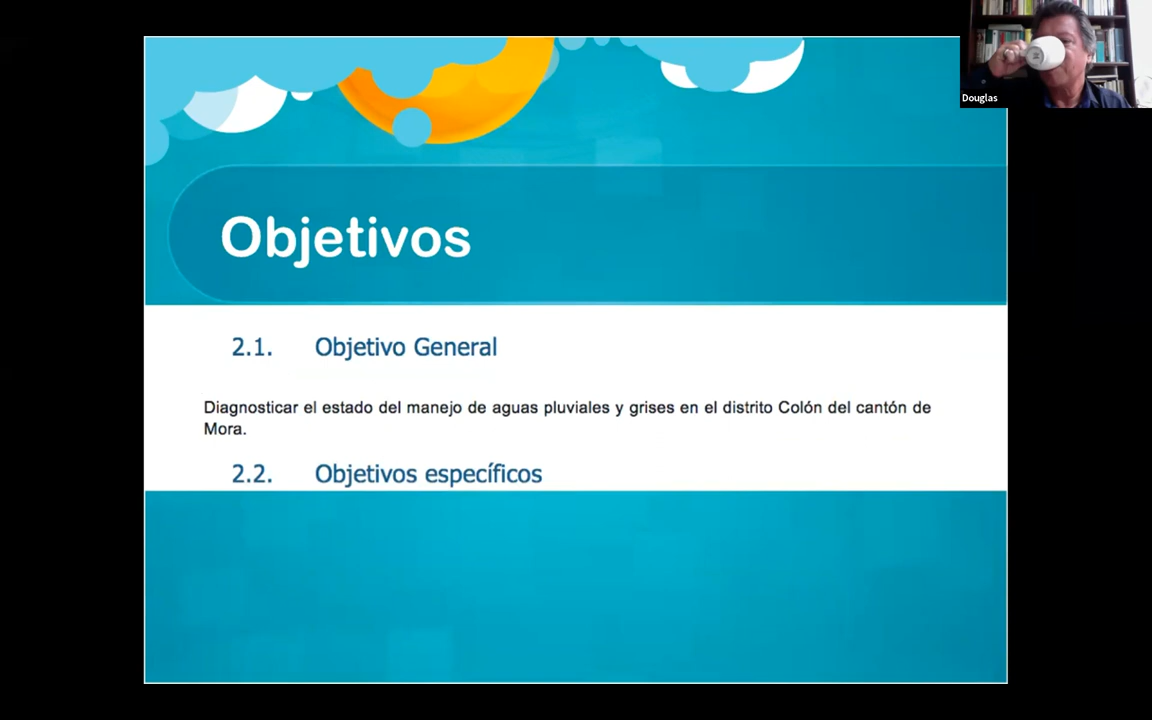 Douglas
Objetivos
2.1. Objetivo General
Diagnosticar el estado del manejo de aguas pluviales y grises en el distrito Colón del cantón de
Mora.
2.2. Objetivos específicos